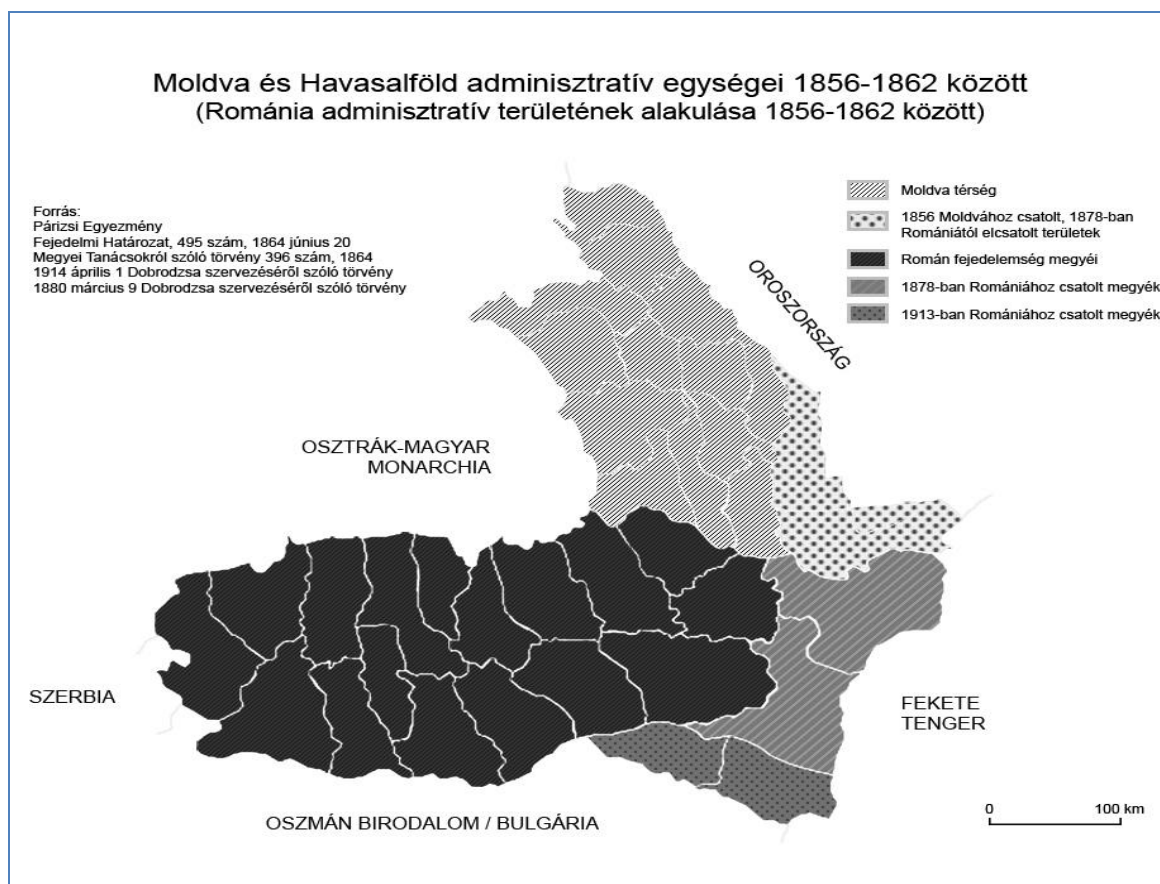 Moldva és Havasalföld adminisztratív egységei 1856-1862 között
(Románia adminisztratív területének alakulása 1856-1862 között)
Forrás:
Párizsi Egyezmény
Fejedelmi Határozat, 495 szám, 1864 június 20
Megyei Tanácsokról szóló törvény 396 szám, 1864
1914 április 1 Dobrodzsa szervezéséről szóló törvény
1880 március 9 Dobrodzsa szervezéséről szóló törvény
Moldva térség
1856 Moldvához csatolt, 1878-ban
Romániától elcsatolt területek
Román fejedelemség megyéi
1878-ban Romániához csatolt megyék
1913-ban Romániához csatolt megyék
OROSZORSZÁG
OSZTRÁK-MAGYAR
MONARCHIA
SZERBIA
FEKETE
TENGER
OSZMÁN BIRODALOM / BULGÁRIA
0 100 km